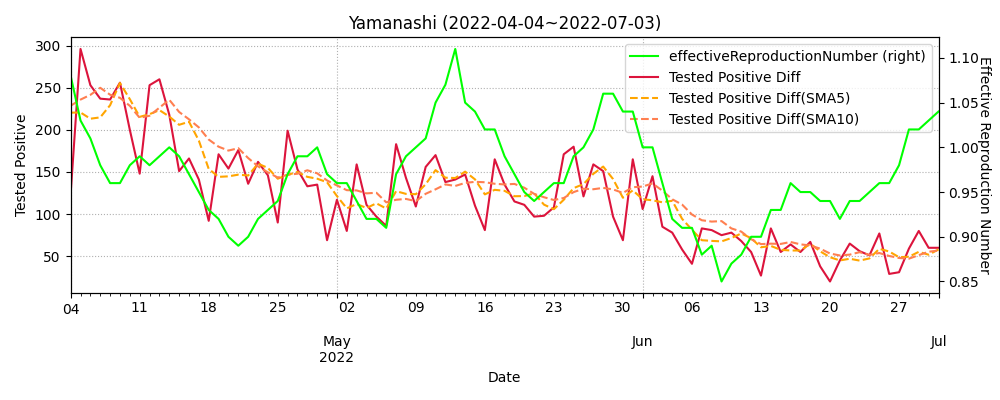 Yamanashi (2022-04-04~2022-07-03)
Tested Positive
300
250
200
150
100
50
effectiveReproductionNumber (right)
Tested Positive Diff
Tested Positive Diff(SMA5)
Tested Positive Diff(SMA10)
1.10
1.05
1.00
0.95
0.90
0.85
Effective Reproduction Number
04 11 18 25 02 09 16 23 30 06 13 20 27
May Jun Jul
2022
Date